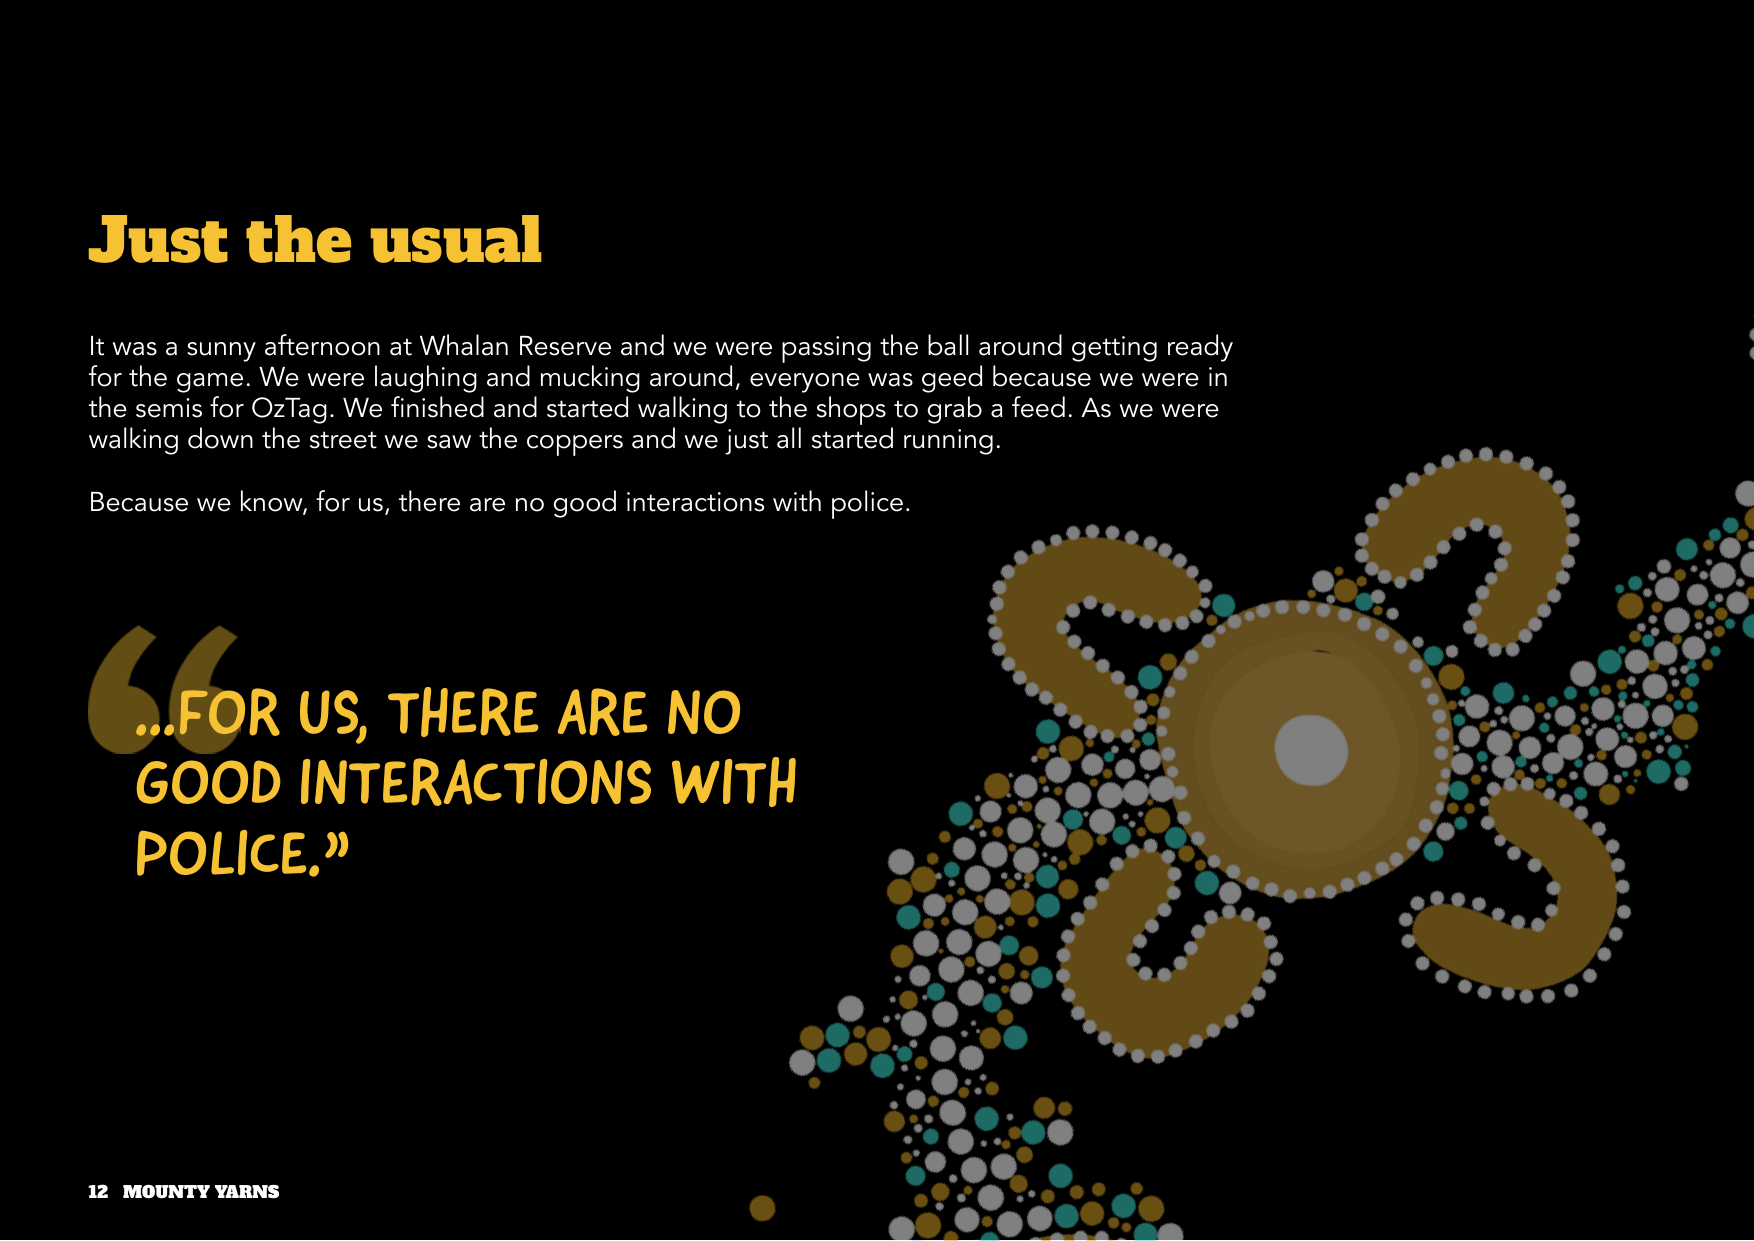 Just the usual
It was a sunny afternoon at Whalan Reserve and we were passing the ball around getting ready
for the game. We were laughing and mucking around, everyone was geed because we were in
the semis for OzTag. We finished and started walking to the shops to grab a feed. As we were
walking down the street we saw the coppers and we just all started running.
Because we know, for us, there are no good interactions with police.
“
...FOR US, THERE ARE NO
GOOD INTERACTIONS WITH
POLICE.”
12 MOUNTY YARNS